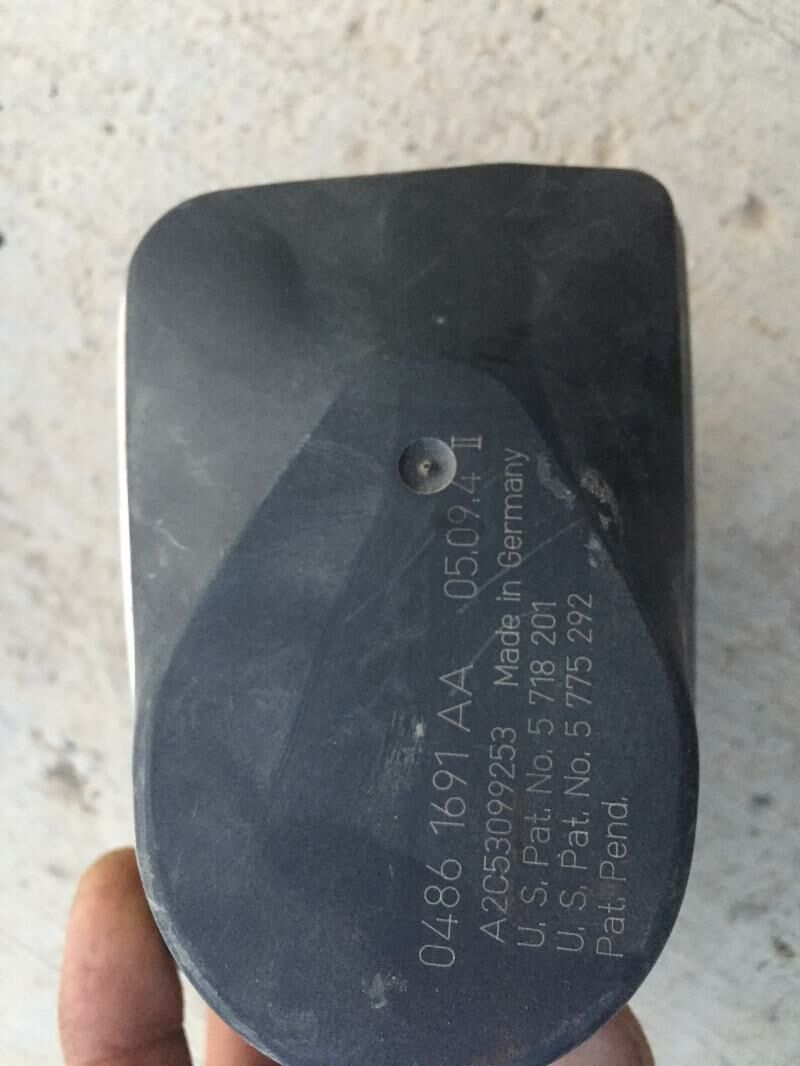 0486 1691 AA 05.09.4 II
A2C53099253 Made in Germany
U. S. Pat. No. 5 718 201
U. S. Pat. No. 5 775 292
Pat. Pend.